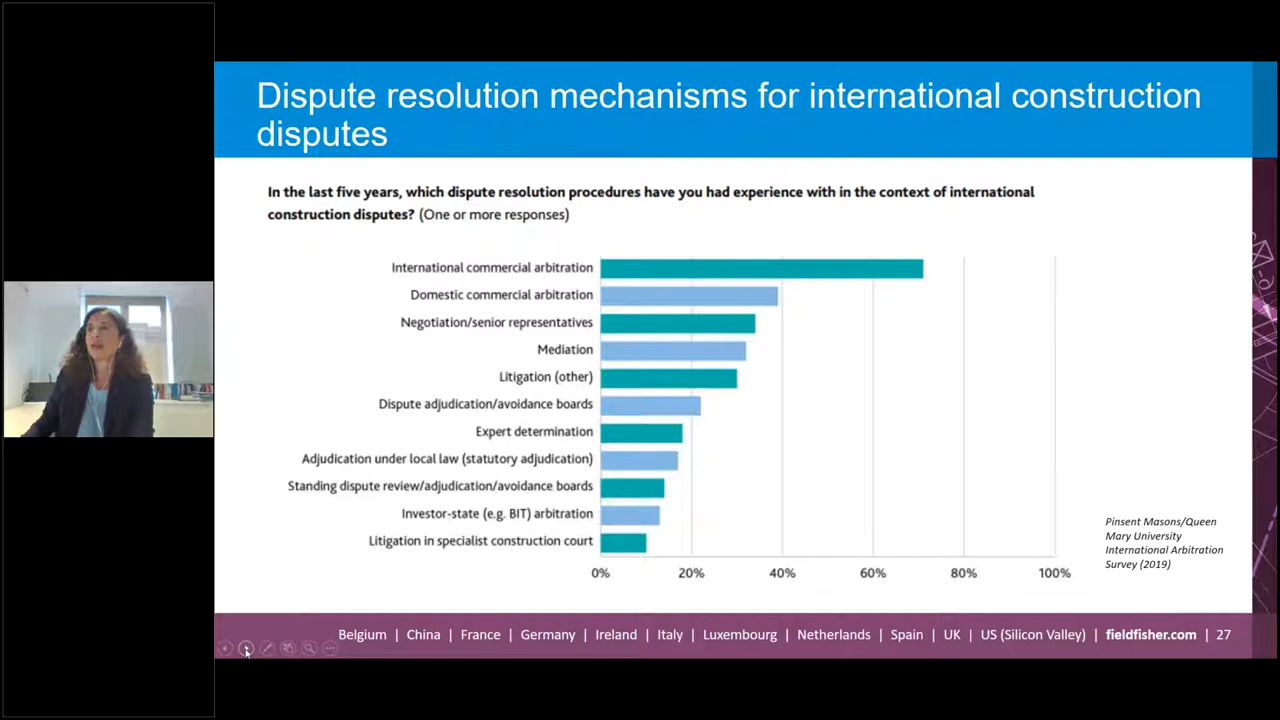 Dispute resolution mechanisms for international construction
disputes
In the last five years, which dispute resolution procedures have you had experience with in the context of international
construction disputes? (One or more responses)
International commercial arbitration
Domestic commercial arbitration
Negotiation/senior representatives
Mediation
Litigation (other)
Dispute adjudication/avoidance boards
Expert determination
Adjudication under local law (statutory adjudication)
Standing dispute review/adjudication/avoidance boards
Investor-state (e.g. BIT) arbitration
Litigation in specialist construction court
0% 20% 40% 60% 80% 100%
Pinsent Masons/Queen
Mary University
International Arbitration
Survey (2019)
Belgium | China | France | Germany | Ireland | Italy | Luxembourg | Netherlands | Spain | UK | US (Silicon Valley) | fieldfisher.com | 27